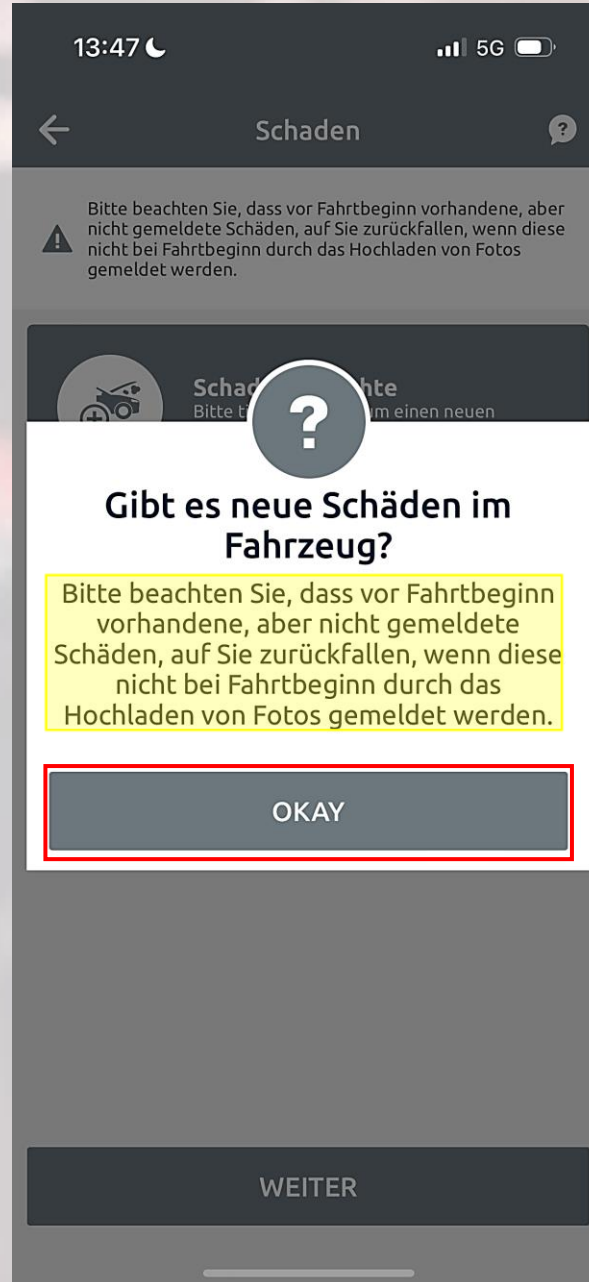 13:47
5G
Schaden
?
Bitte beachten Sie, dass vor Fahrtbeginn vorhandene, aber
nicht gemeldete Schäden, auf Sie zurückfallen, wenn diese
nicht bei Fahrtbeginn durch das Hochladen von Fotos
gemeldet werden.
Bitte
einen neuen
?
Gibt es neue Schäden im
Fahrzeug?
Bitte beachten Sie, dass vor Fahrtbeginn
vorhandene, aber nicht gemeldete
Schäden, auf Sie zurückfallen, wenn diese
nicht bei Fahrtbeginn durch das
Hochladen von Fotos gemeldet werden.
OKAY
WEITER